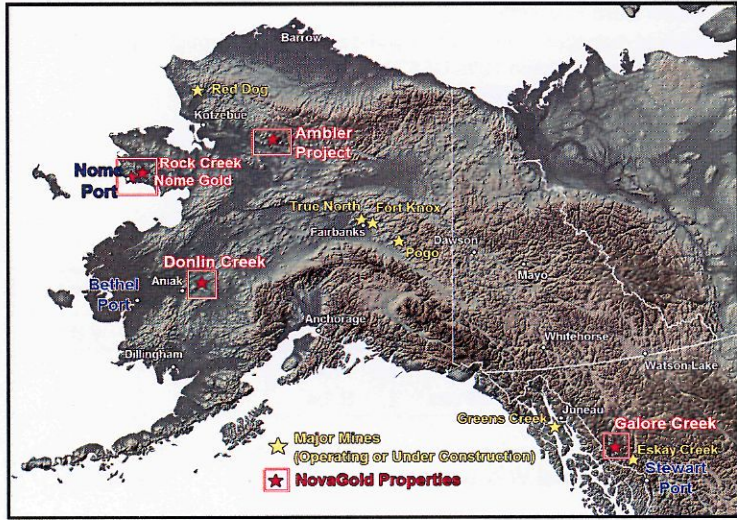 Barrow
Red Dog
Kotzebue
Ambler
Project
Rock Creek
Nome Gold
Nome
Port
True North
Fort Knox
Fairbanks
Pogo
Dawson
Mayo
Donlin Creek
Aniak
Bethel
Port
Anchorage
Dillingham
Whitehorse
Watson Lake
Greens Creek
Juneau
Galore Creek
Eskay Creek
Stewart
Port
Major Mines
(Operating or Under Construction)
NovaGold Properties